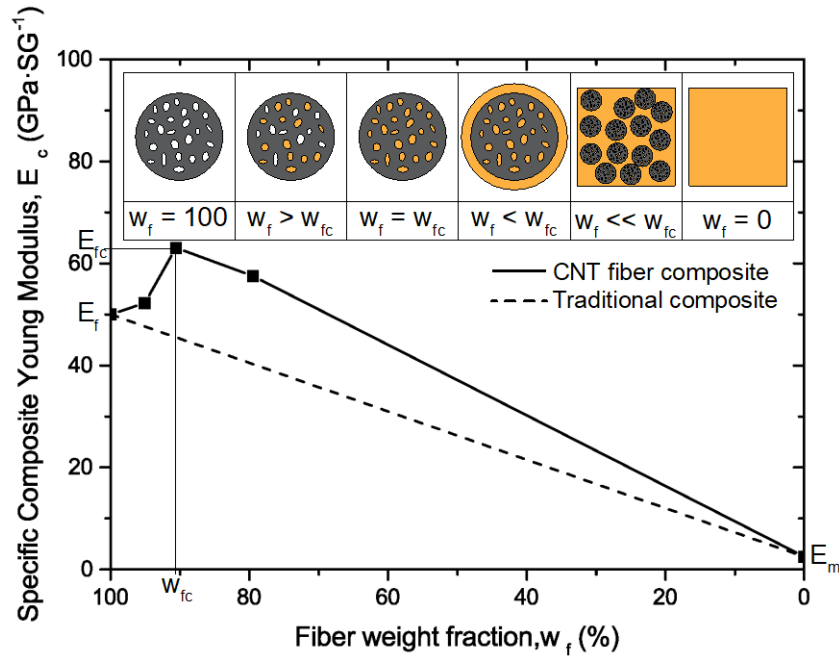 Specific Composite Young Modulus, E_c (GPa·SG⁻¹)
100
80
60
40
20
0
E_fc
E_f
w_f = 100
w_f > w_fc
w_f = w_fc
w_f < w_fc
w_f << w_fc
w_f = 0
CNT fiber composite
Traditional composite
E_m
100
w_fc
80
60
40
20
0
Fiber weight fraction,w_f (%)